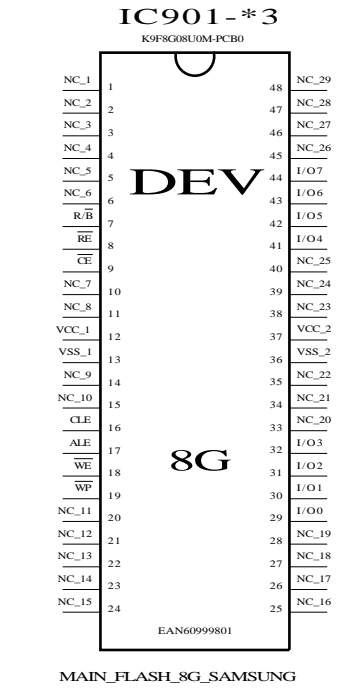 IC901-*3
K9F8G08U0M-PCB0
NC_1 1 48 NC_29
NC_2 2 47 NC_28
NC_3 3 46 NC_27
NC_4 4 45 NC_26
NC_5 5 44 I/O7
NC_6 6 43 I/O6
R/B̅ 7 42 I/O5
R̅E̅ 8 41 I/O4
C̅E̅ 9 40 NC_25
NC_7 10 39 NC_24
NC_8 11 38 NC_23
VCC_1 12 37 VCC_2
VSS_1 13 36 VSS_2
NC_9 14 35 NC_22
NC_10 15 34 NC_21
CLE 16 33 NC_20
ALE 17 32 I/O3
W̅E̅ 18 31 I/O2
W̅P̅ 19 30 I/O1
NC_11 20 29 I/O0
NC_12 21 28 NC_19
NC_13 22 27 NC_18
NC_14 23 26 NC_17
NC_15 24 25 NC_16
DEV
8G
EAN60999801
MAIN_FLASH_8G_SAMSUNG